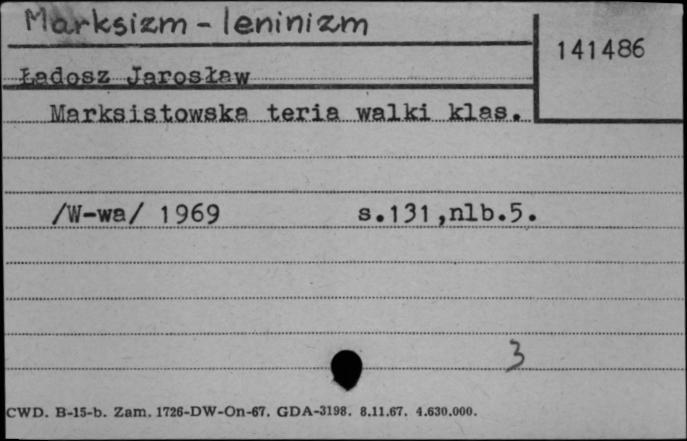 Marksizm - leninizm
141486
Ładosz Jarosław
Marksistowska teria walki klas.
/W-wa/ 1969 s.131,nlb.5.
3
CWD. B-15-b. Zam. 1726-DW-On-67. GDA-3198. 8.11.67. 4.630.000.